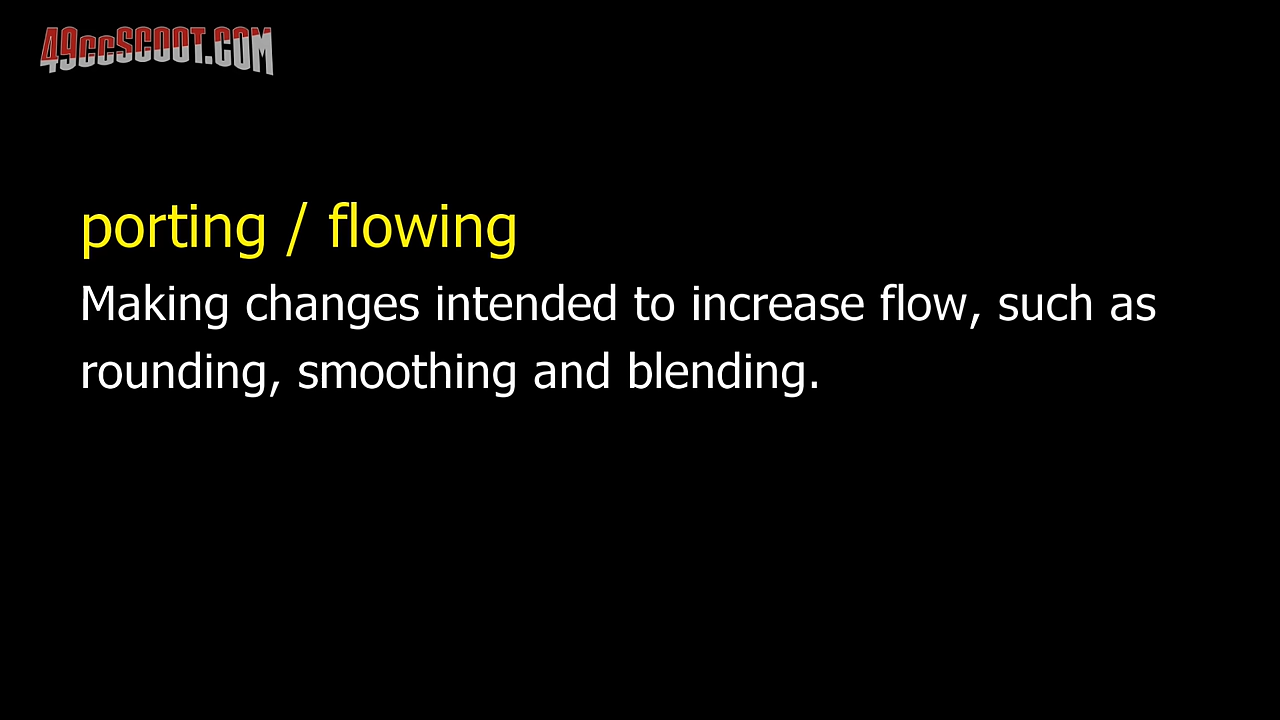 49ccSCOOT.COM
porting / flowing
Making changes intended to increase flow, such as
rounding, smoothing and blending.